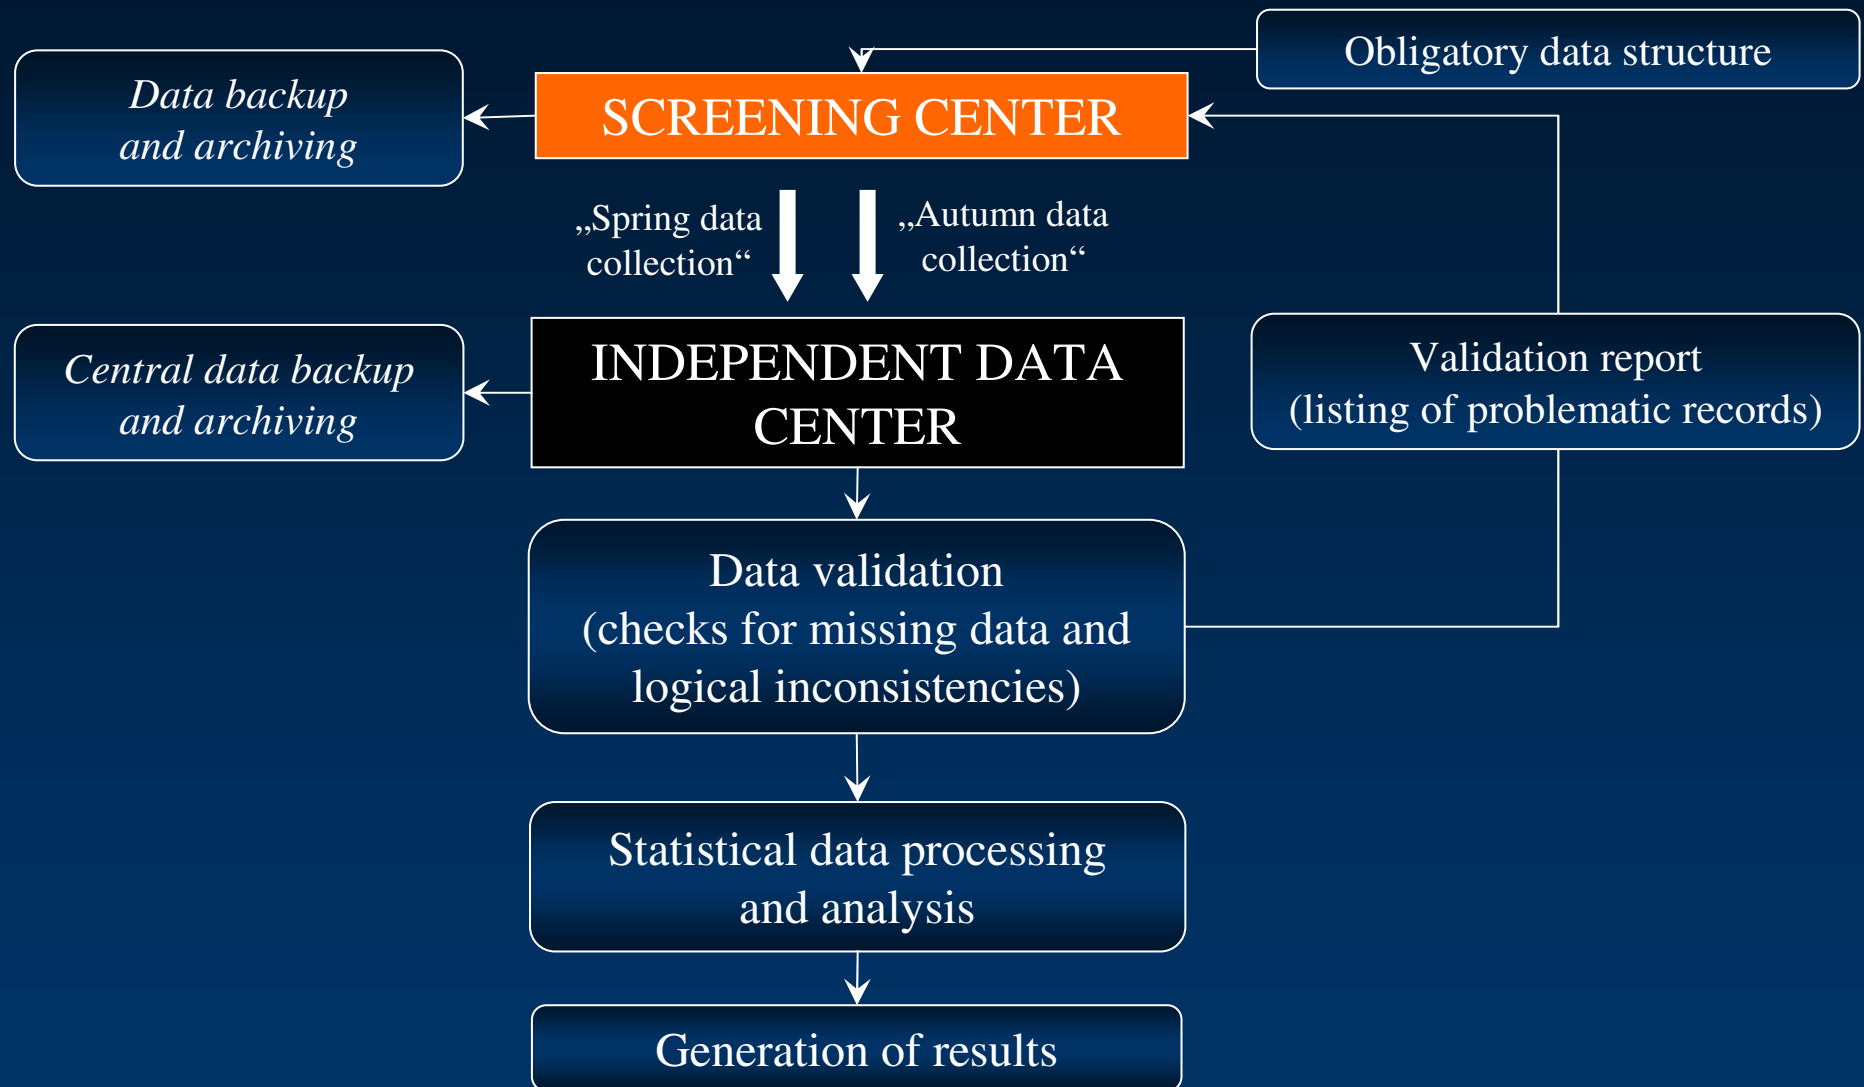 Obligatory data structure
Data backup
and archiving
SCREENING CENTER
„Spring data
collection“
„Autumn data
collection“
Central data backup
and archiving
INDEPENDENT DATA
CENTER
Validation report
(listing of problematic records)
Data validation
(checks for missing data and
logical inconsistencies)
Statistical data processing
and analysis
Generation of results